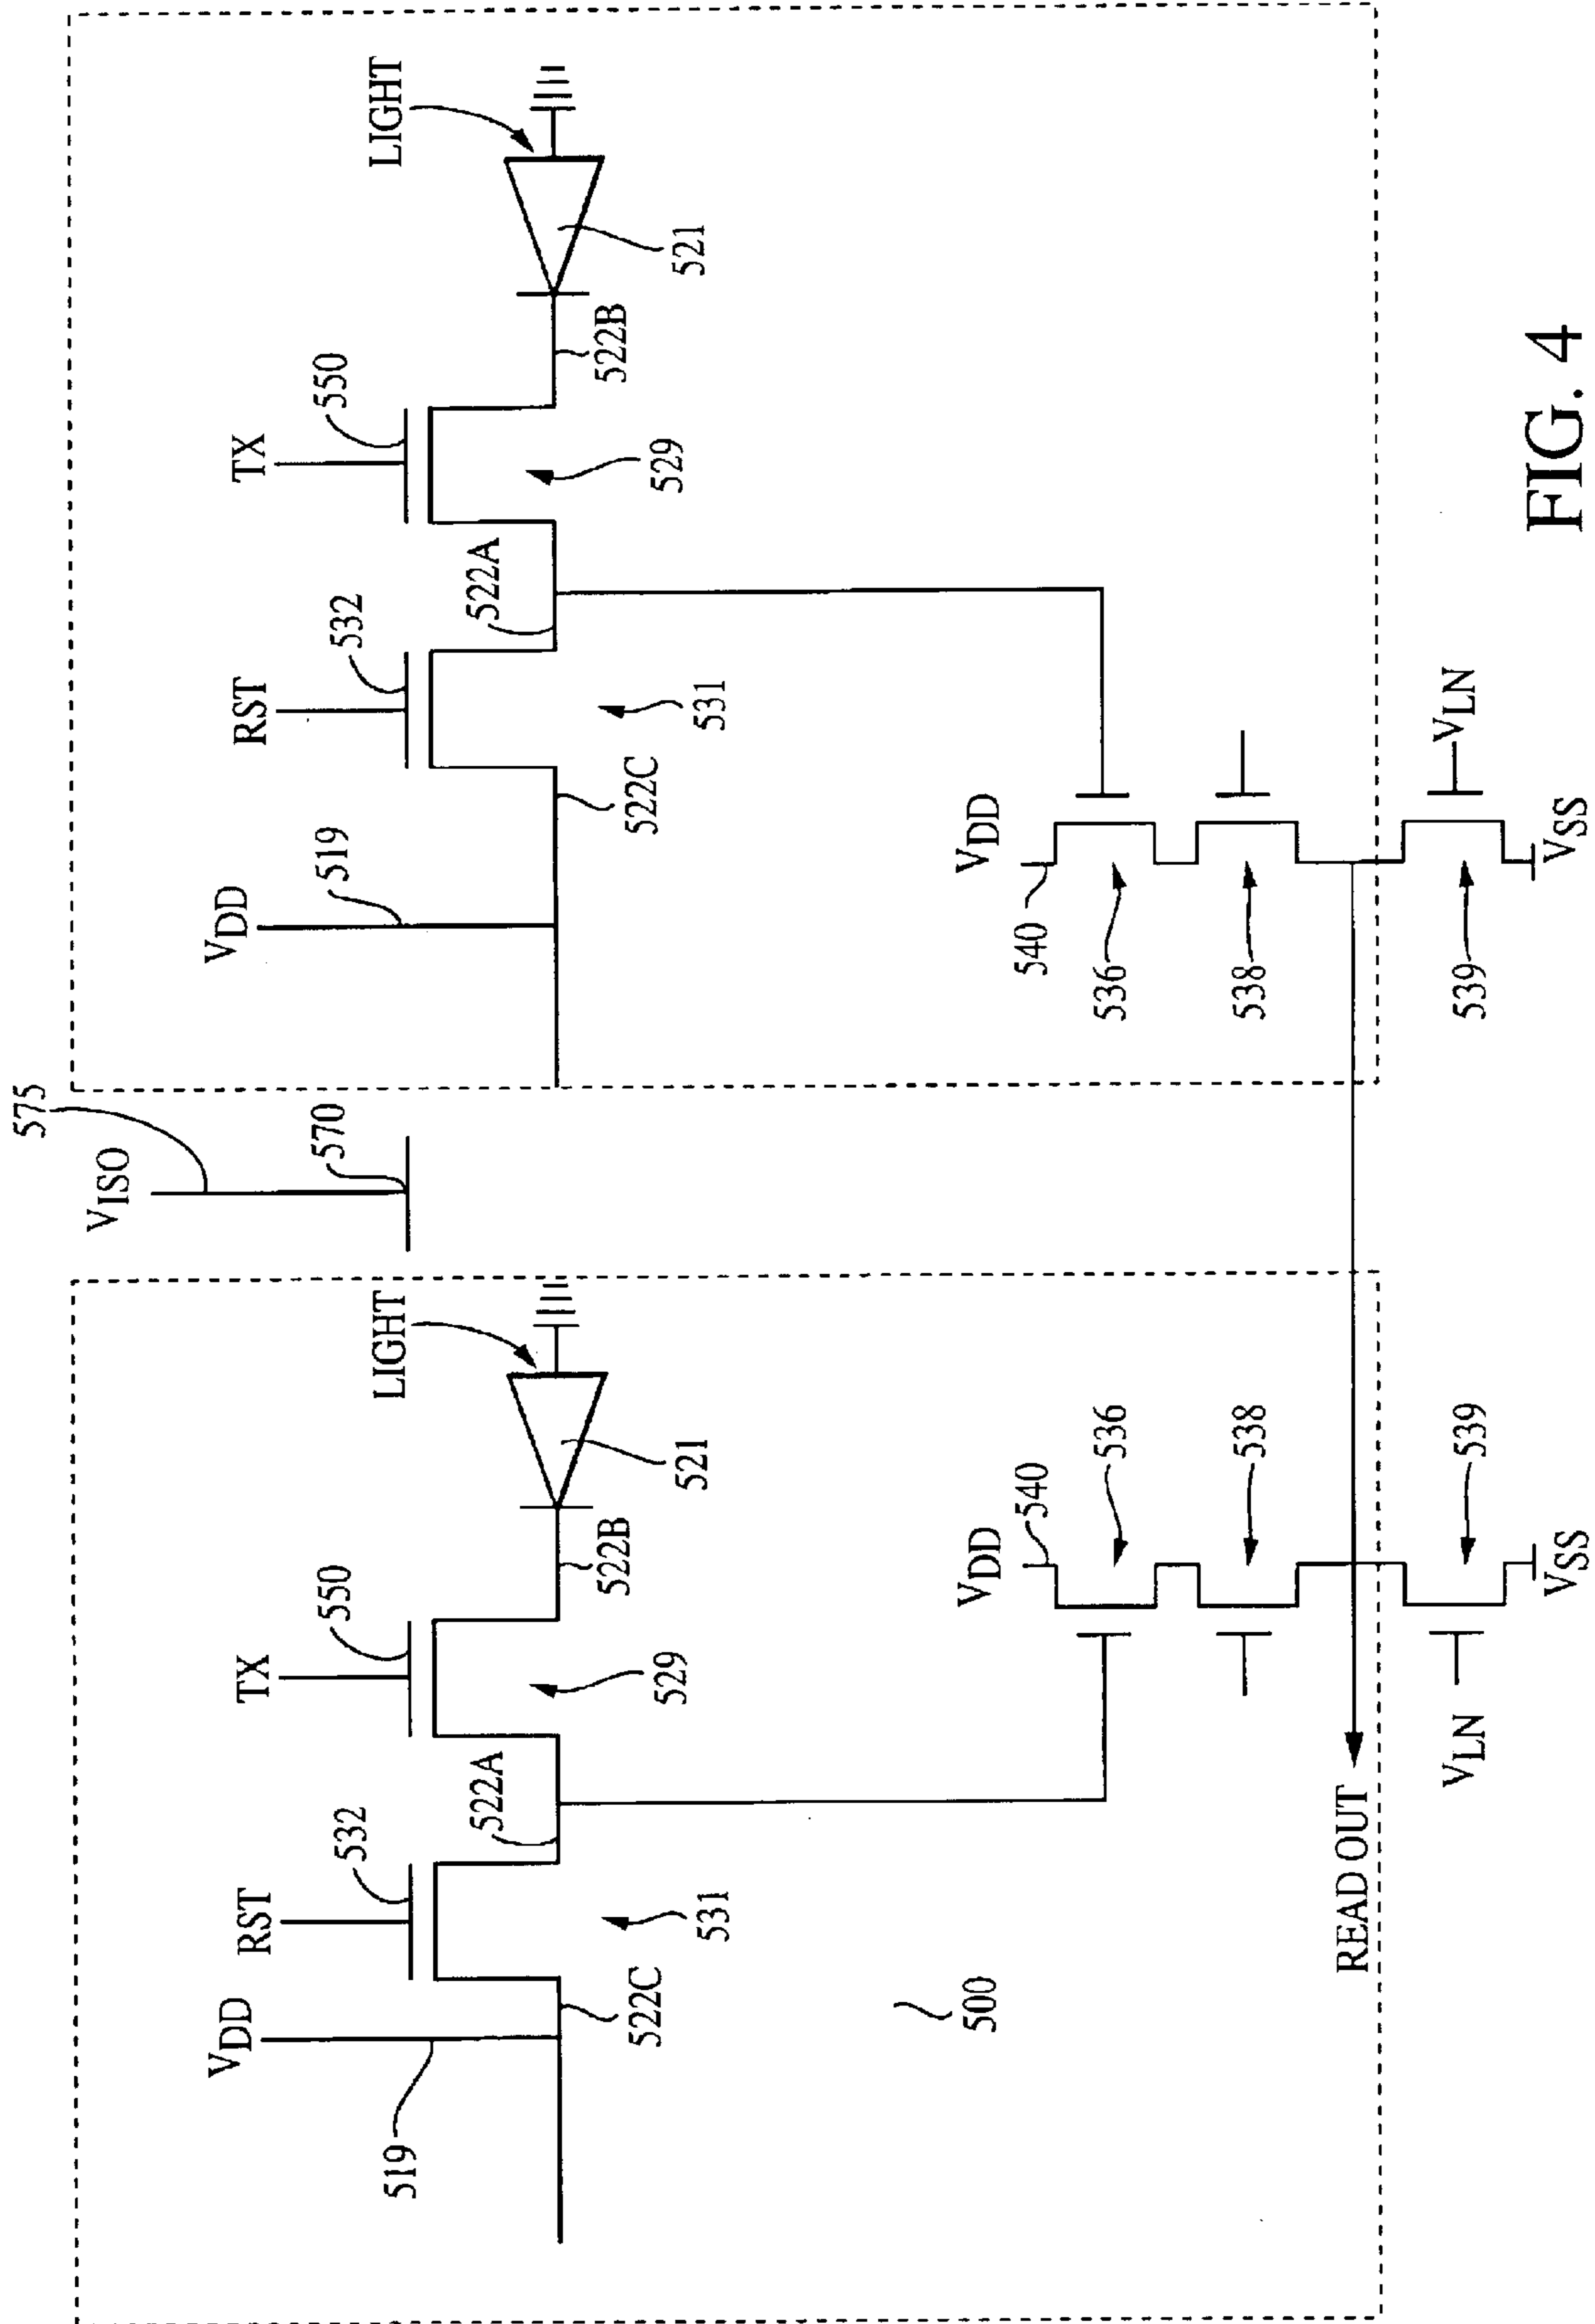 575
VISO
570
VDD
519
519
RST
532
522C
531
522A
TX
550
529
522B
LIGHT
521
500
VDD
540
536
538
539
VLN
VSS
READ OUT
VDD
519
RST
532
522C
531
522A
TX
550
529
522B
LIGHT
521
VDD
540
536
538
539
VLN
VSS
FIG. 4